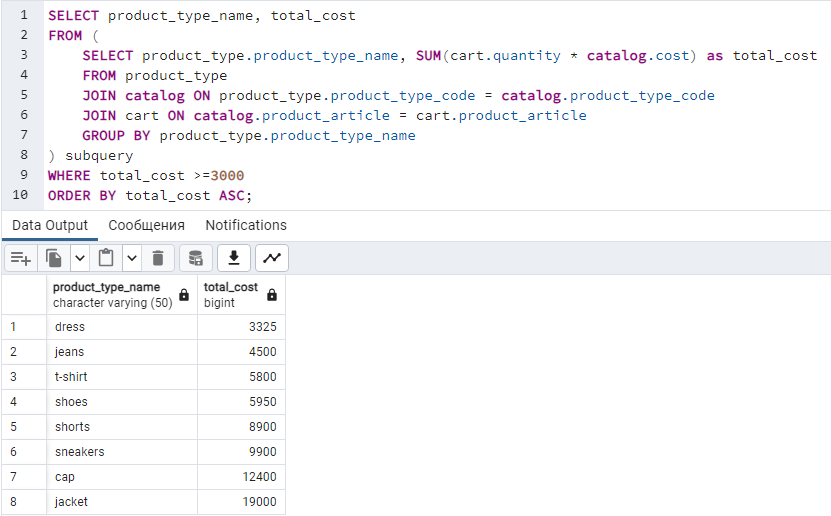 1 SELECT product_type_name, total_cost
2 FROM (
3 SELECT product_type.product_type_name, SUM(cart.quantity * catalog.cost) as total_cost
4 FROM product_type
5 JOIN catalog ON product_type.product_type_code = catalog.product_type_code
6 JOIN cart ON catalog.product_article = cart.product_article
7 GROUP BY product_type.product_type_name
8 ) subquery
9 WHERE total_cost >=3000
10 ORDER BY total_cost ASC;
Data Output Сообщения Notifications
product_type_name total_cost
character varying (50) bigint
1 dress 3325
2 jeans 4500
3 t-shirt 5800
4 shoes 5950
5 shorts 8900
6 sneakers 9900
7 cap 12400
8 jacket 19000